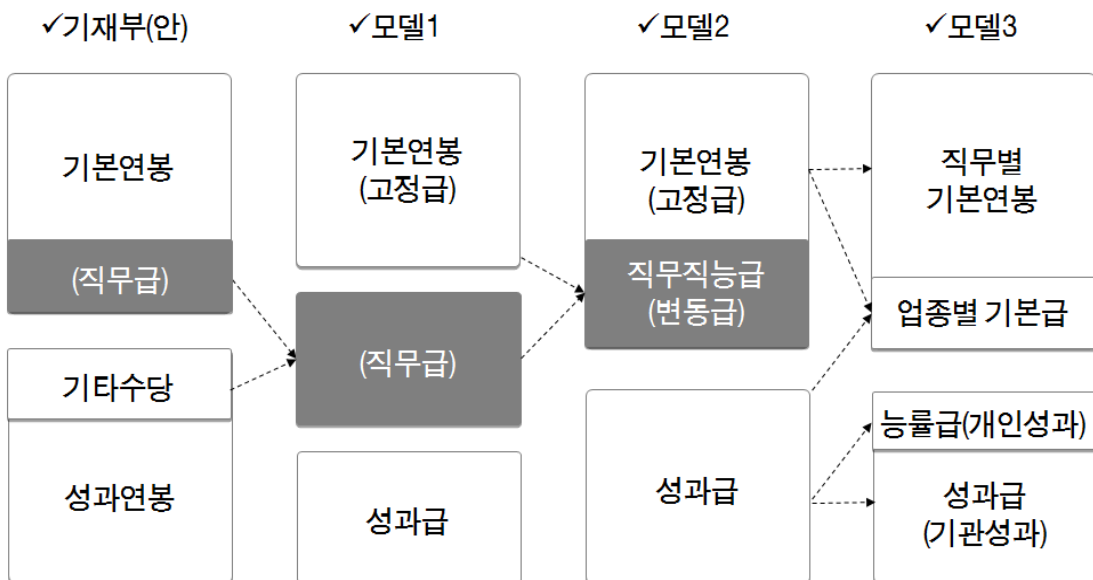 ✓기재부(안)
기본연봉
(직무급)
기타수당
성과연봉
✓모델1
기본연봉
(고정급)
(직무급)
성과급
✓모델2
기본연봉
(고정급)
직무직능급
(변동급)
성과급
✓모델3
직무별
기본연봉
업종별 기본급
능률급(개인성과)
성과급
(기관성과)